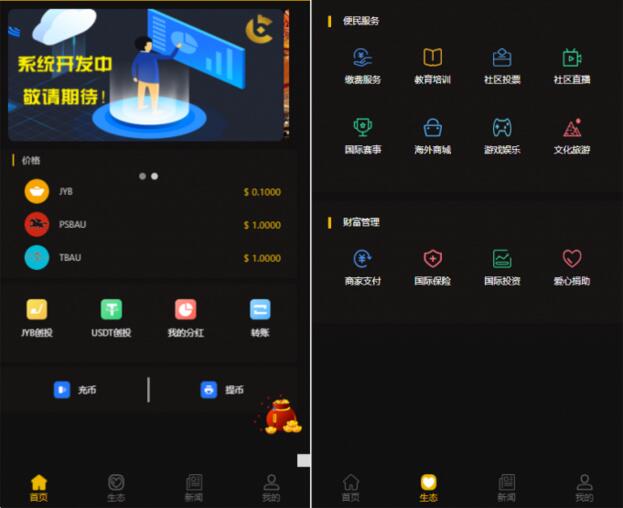 系统开发中
敬请期待！
价格
JYB $ 0.1000
PSBAU $ 1.0000
TBAU $ 1.0000
JYB创投 USDT创投 我的分红 转账
充币 提币
首页 生态 新闻 我的
便民服务
缴费服务 教育培训 社区投票 社区直播
国际赛事 海外商城 游戏娱乐 文化旅游
财富管理
商家支付 国际保险 国际投资 爱心捐助
首页 生态 新闻 我的